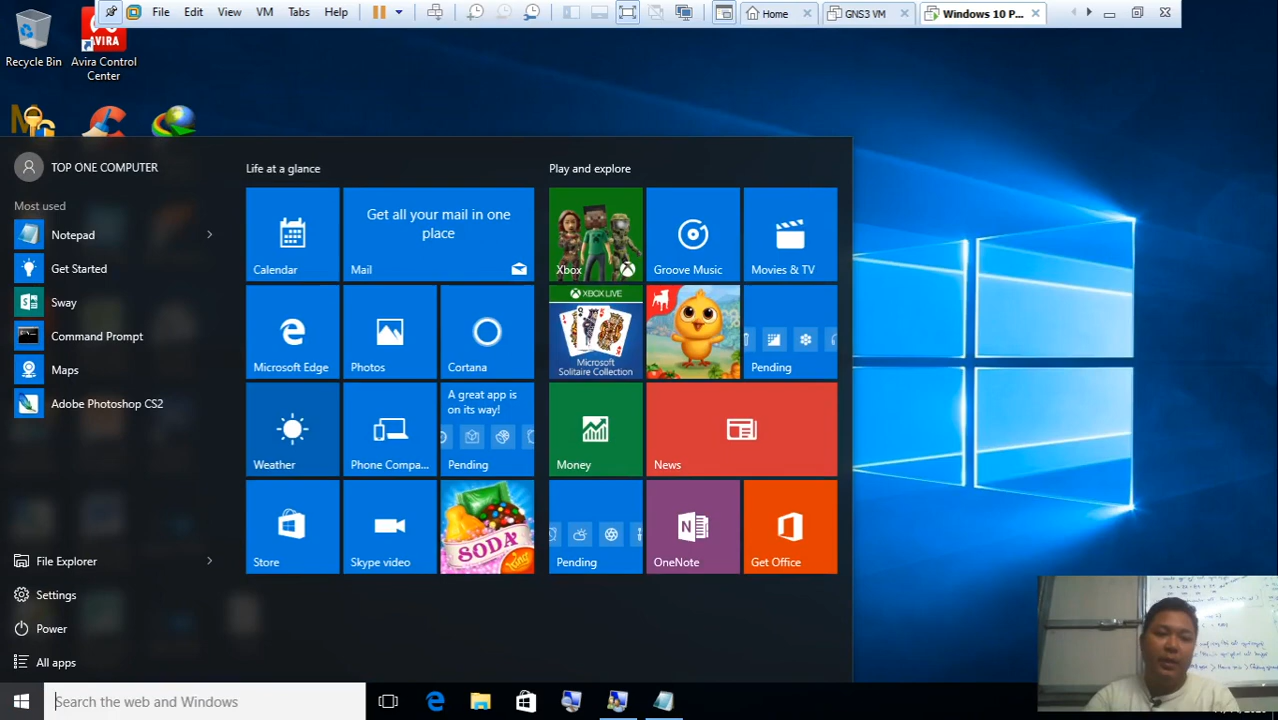 File Edit View VM Tabs Help
Home
GNS3 VM
Windows 10 P...
Recycle Bin
AVIRA
Avira Control
Center
TOP ONE COMPUTER
Most used
Notepad
Get Started
Sway
Command Prompt
Maps
Adobe Photoshop CS2
File Explorer
Settings
Power
All apps
Life at a glance
Calendar
Get all your mail in one
place
Mail
Microsoft Edge
Photos
Cortana
Weather
Phone Compa...
A great app is
on its way!
Pending
Store
Skype video
SODA
Play and explore
Xbox
Groove Music
Movies & TV
XBOX LIVE
Microsoft
Solitaire Collection
Pending
Money
News
Pending
OneNote
Get Office
Search the web and Windows